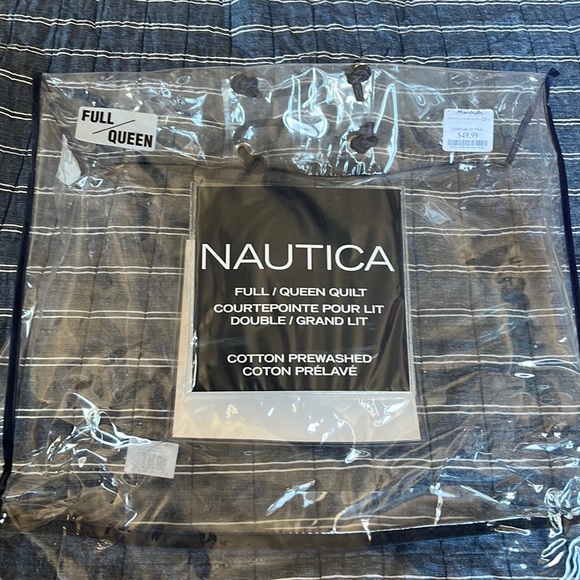 FULL
QUEEN
Marshalls
$49.99
NAUTICA
FULL / QUEEN QUILT
COURTEPOINTE POUR LIT
DOUBLE / GRAND LIT
COTTON PREWASHED
COTON PRÉLAVÉ